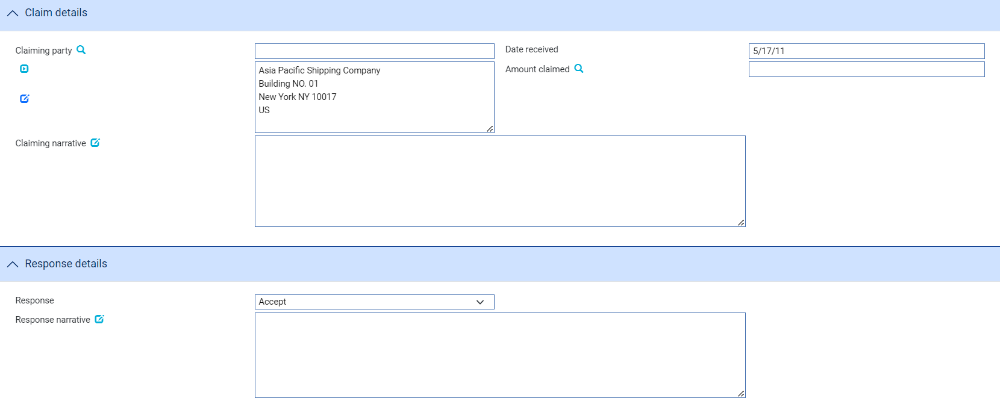 Claim details
Claiming party
Date received
5/17/11
Asia Pacific Shipping Company
Building NO. 01
New York NY 10017
US
Amount claimed
Claiming narrative
Response details
Response
Accept
Response narrative